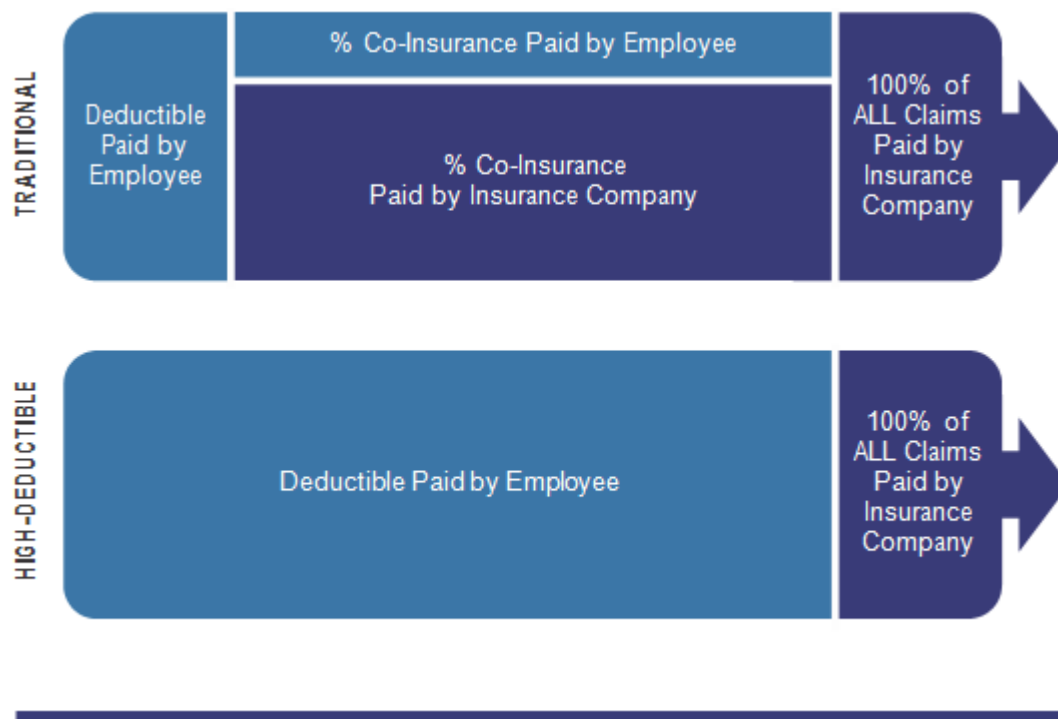 TRADITIONAL
Deductible
Paid by
Employee
% Co-Insurance Paid by Employee
% Co-Insurance
Paid by Insurance Company
100% of
ALL Claims
Paid by
Insurance
Company
HIGH-DEDUCTIBLE
Deductible Paid by Employee
100% of
ALL Claims
Paid by
Insurance
Company